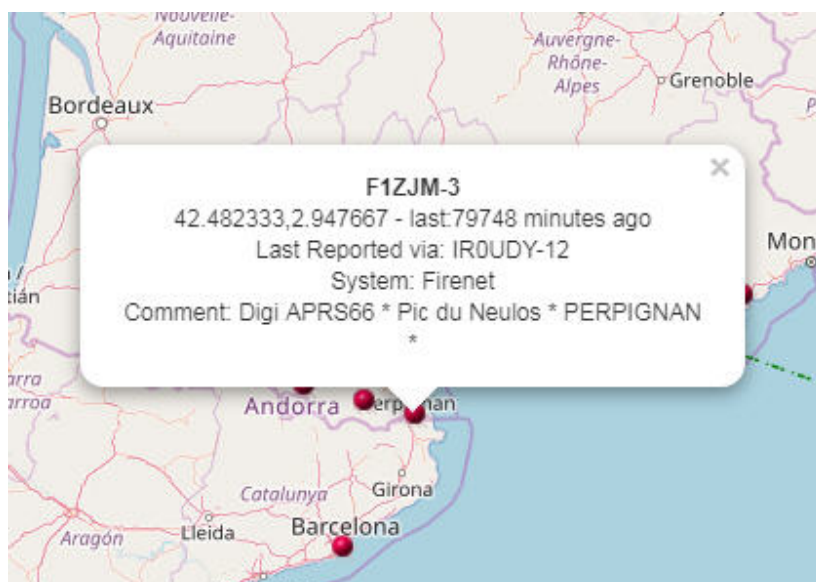 Nouvelle-
Aquitaine
Auvergne-
Rhône-
Alpes
Grenoble
Bordeaux
×
F1ZJM-3
42.482333,2.947667 - last:79748 minutes ago
Last Reported via: IR0UDY-12
System: Firenet
Comment: Digi APRS66 * Pic du Neulos * PERPIGNAN
*
Mon
tián
arra
arroa
Andorra
Girona
Catalunya
Lleida
Barcelona
Aragón